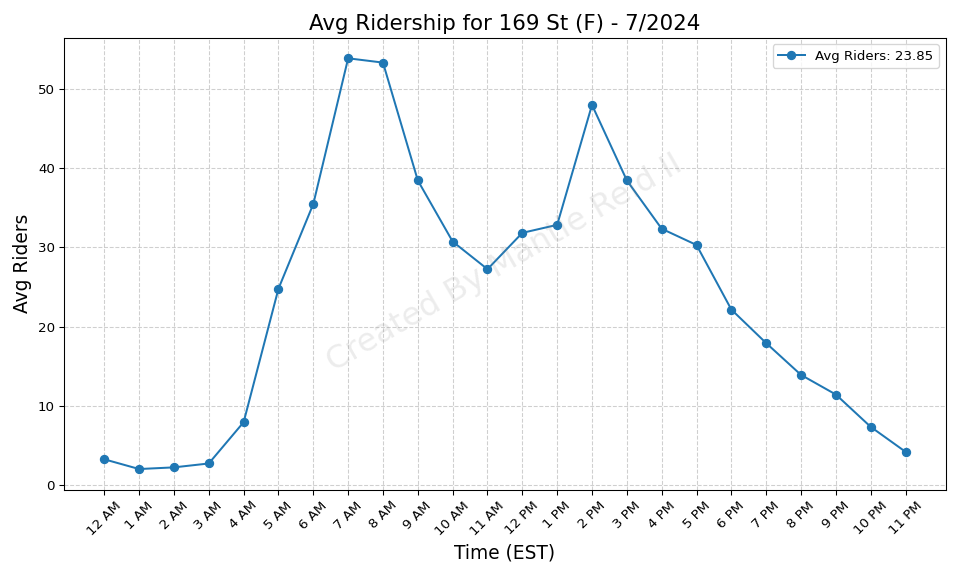 Avg Ridership for 169 St (F) - 7/2024
Avg Riders: 23.85
Avg Riders
50
40
30
20
10
0
Created By Mantie Reid II
12 AM
1 AM
2 AM
3 AM
4 AM
5 AM
6 AM
7 AM
8 AM
9 AM
10 AM
11 AM
12 PM
1 PM
2 PM
3 PM
4 PM
5 PM
6 PM
7 PM
8 PM
9 PM
10 PM
11 PM
Time (EST)